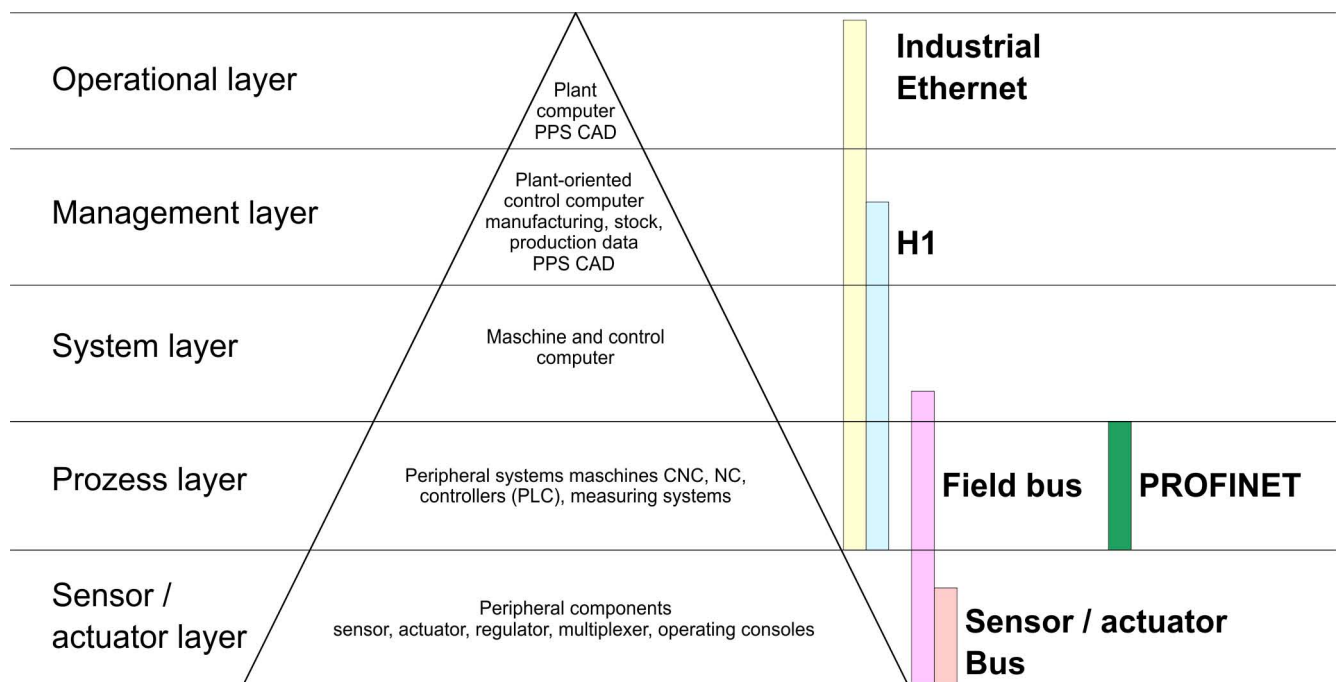 Operational layer
Plant
computer
PPS CAD
Industrial
Ethernet
Management layer
Plant-oriented
control computer
manufacturing, stock,
production data
PPS CAD
H1
System layer
Maschine and control
computer
Prozess layer
Peripheral systems maschines CNC, NC,
controllers (PLC), measuring systems
Field bus
PROFINET
Sensor /
actuator layer
Peripheral components
sensor, actuator, regulator, multiplexer, operating consoles
Sensor / actuator
Bus